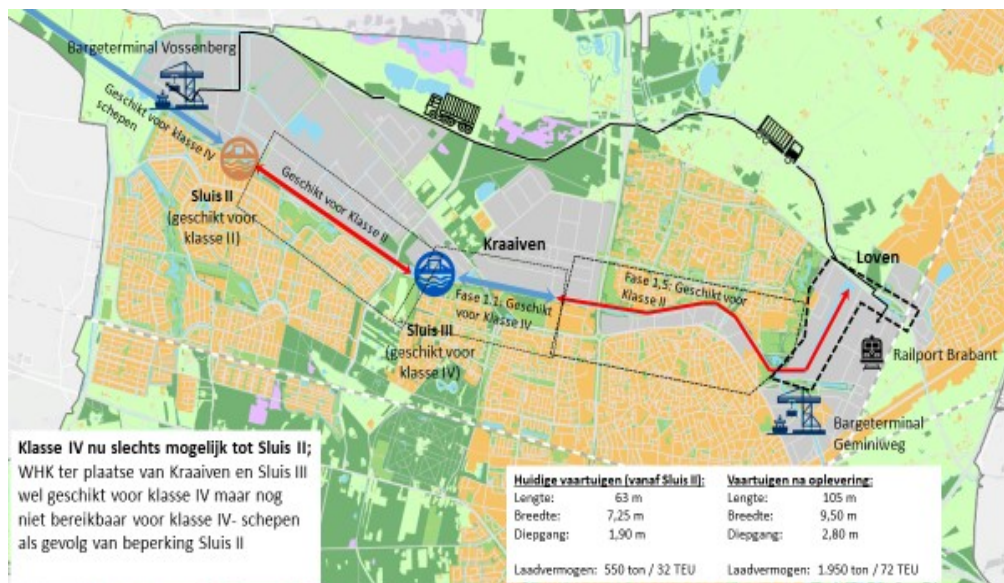 Bargeterminal Vossenberg
Geschikt voor klasse IV
schepen
Sluis II
(geschikt voor
klasse II)
Geschikt voor Klasse II
Kraaiven
Sluis III
(geschikt voor
klasse IV)
Fase 1.1: Geschikt
voor Klasse IV
Fase 1,5: Geschikt voor
Klasse II
Loven
Railport Brabant
Bargeterminal
Geminiweg
Klasse IV nu slechts mogelijk tot Sluis II;
WHK ter plaatse van Kraaiven en Sluis III
wel geschikt voor klasse IV maar nog
niet bereikbaar voor klasse IV- schepen
als gevolg van beperking Sluis II
Huidige vaartuigen (vanaf Sluis II):
Lengte: 63 m
Breedte: 7,25 m
Diepgang: 1,90 m
Laadvermogen: 550 ton / 32 TEU
Vaartuigen na oplevering:
Lengte: 105 m
Breedte: 9,50 m
Diepgang: 2,80 m
Laadvermogen: 1.950 ton / 72 TEU